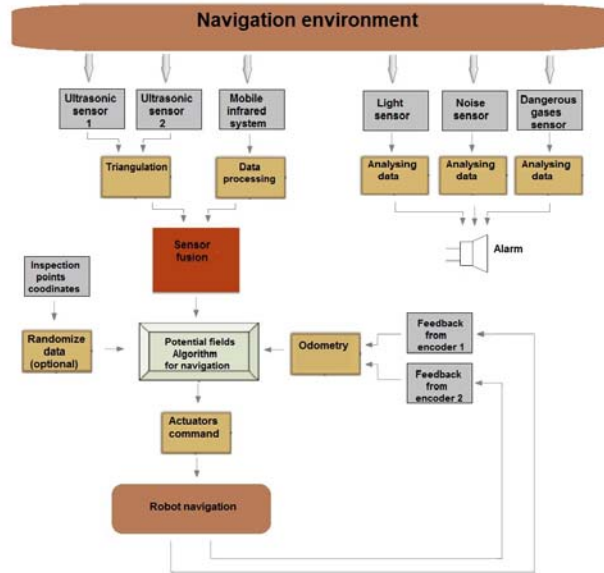 Navigation environment
Ultrasonic
sensor
1
Ultrasonic
sensor
2
Mobile
infrared
system
Light
sensor
Noise
sensor
Dangerous
gases
sensor
Triangulation
Data
processing
Analysing
data
Analysing
data
Analysing
data
Sensor
fusion
Alarm
Inspection
points
coodinates
Randomize
data
(optional)
Potential fields
Algorithm
for navigation
Odometry
Feedback
from
encoder 1
Feedback
from
encoder 2
Actuators
command
Robot navigation